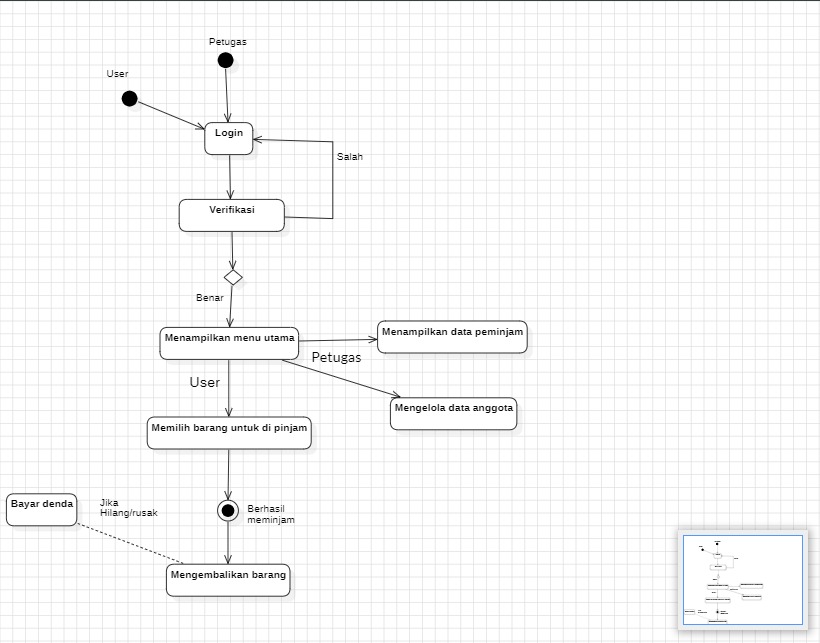 Petugas
User
Login
Salah
Verifikasi
Benar
Menampilkan menu utama
Menampilkan data peminjam
Petugas
User
Mengelola data anggota
Memilih barang untuk di pinjam
Bayar denda
Jika
Hilang/rusak
Berhasil
meminjam
Mengembalikan barang